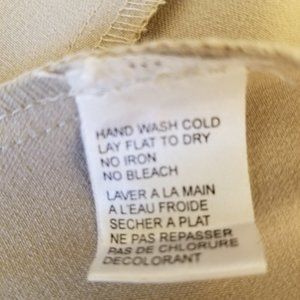 HAND WASH COLD
LAY FLAT TO DRY
NO IRON
NO BLEACH
LAVER A LA MAIN
A L'EAU FROIDE
SECHER A PLAT
NE PAS REPASSER
PAS DE CHLORURE
DECOLORANT